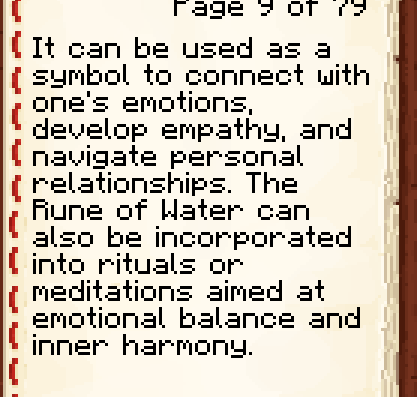 Page 9 of 79
It can be used as a
symbol to connect with
one's emotions,
develop empathy, and
navigate personal
relationships. The
Rune of Water can
also be incorporated
into rituals or
meditations aimed at
emotional balance and
inner harmony.